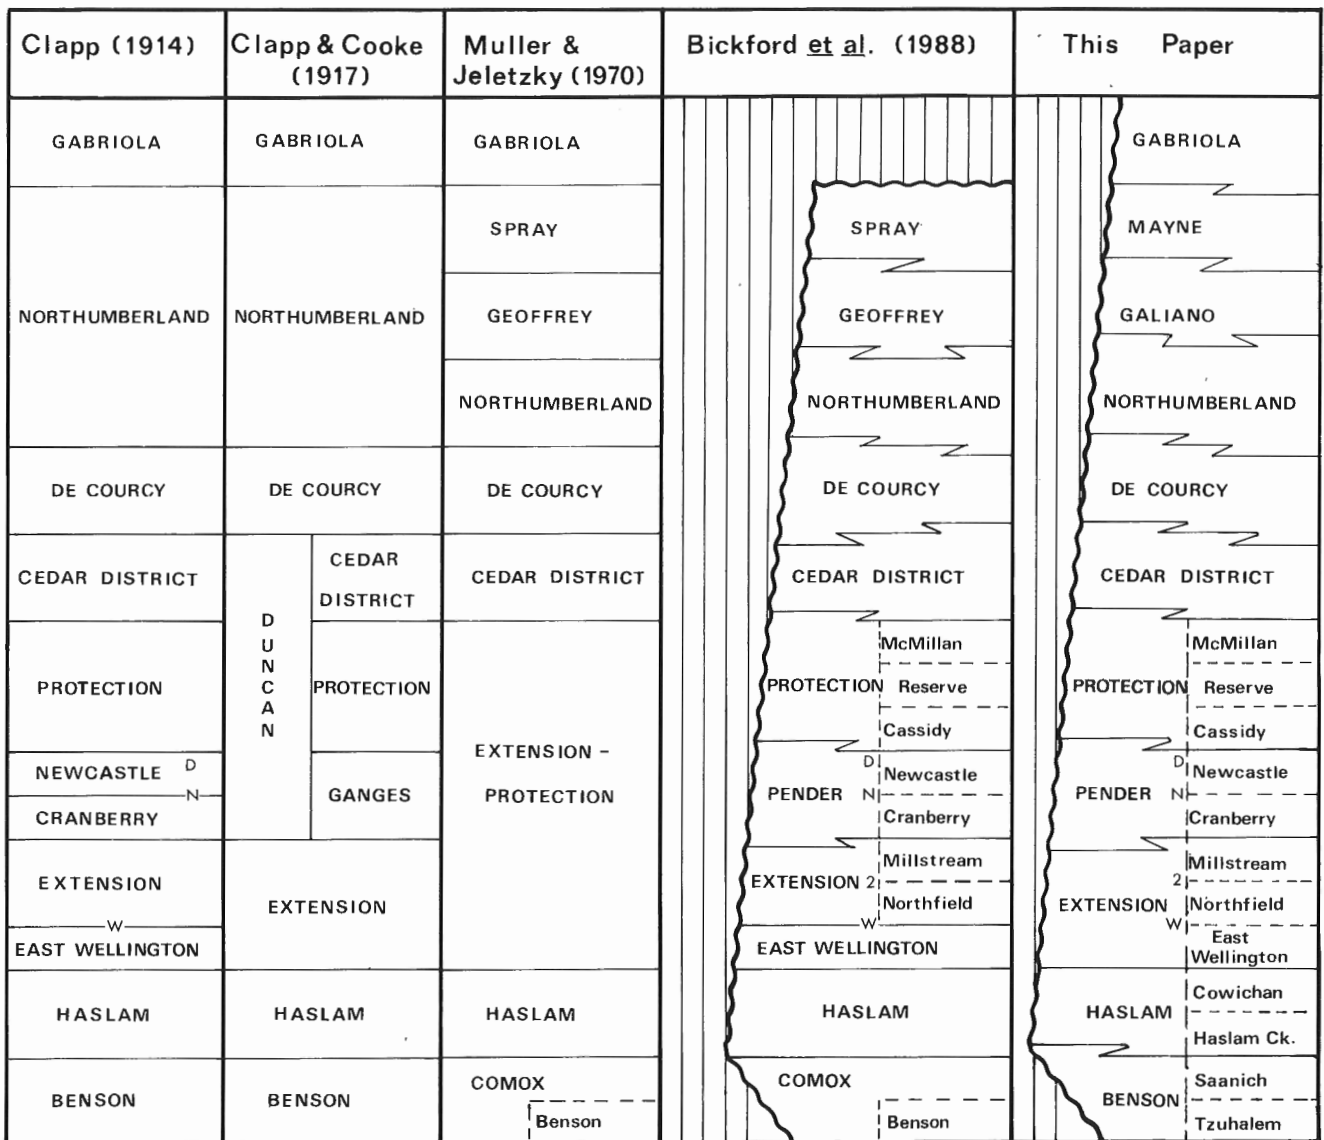 Clapp (1914)
Clapp & Cooke
(1917)
Muller &
Jeletzky (1970)
Bickford et al. (1988)
This Paper
GABRIOLA
NORTHUMBERLAND
DE COURCY
CEDAR DISTRICT
PROTECTION
NEWCASTLE D
N
CRANBERRY
EXTENSION
W
EAST WELLINGTON
HASLAM
BENSON
GABRIOLA
NORTHUMBERLAND
DE COURCY
DUNCAN
CEDAR
DISTRICT
PROTECTION
GANGES
EXTENSION
HASLAM
BENSON
GABRIOLA
SPRAY
GEOFFREY
NORTHUMBERLAND
DE COURCY
CEDAR DISTRICT
EXTENSION -
PROTECTION
HASLAM
COMOX
Benson
SPRAY
GEOFFREY
NORTHUMBERLAND
DE COURCY
CEDAR DISTRICT
McMillan
PROTECTION Reserve
Cassidy
D
Newcastle
PENDER N
Cranberry
Millstream
EXTENSION 2
Northfield
W
EAST WELLINGTON
HASLAM
COMOX
Benson
GABRIOLA
MAYNE
GALIANO
NORTHUMBERLAND
DE COURCY
CEDAR DISTRICT
McMillan
PROTECTION Reserve
Cassidy
D
Newcastle
PENDER N
Cranberry
Millstream
2
EXTENSION Northfield
W
East
Wellington
Cowichan
HASLAM
Haslam Ck.
Saanich
BENSON
Tzuhalem